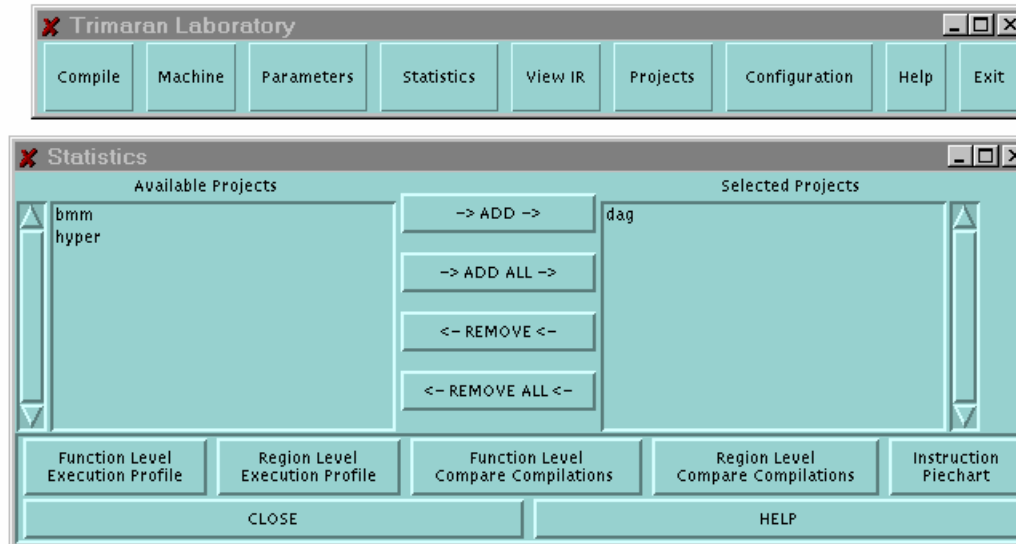 Trimaran Laboratory
Compile Machine Parameters Statistics View IR Projects Configuration Help Exit
Statistics
Available Projects Selected Projects
bmm -> ADD -> dag
hyper
-> ADD ALL ->
<- REMOVE <-
<- REMOVE ALL <-
Function Level Region Level Function Level Region Level Instruction
Execution Profile Execution Profile Compare Compilations Compare Compilations Piechart
CLOSE HELP